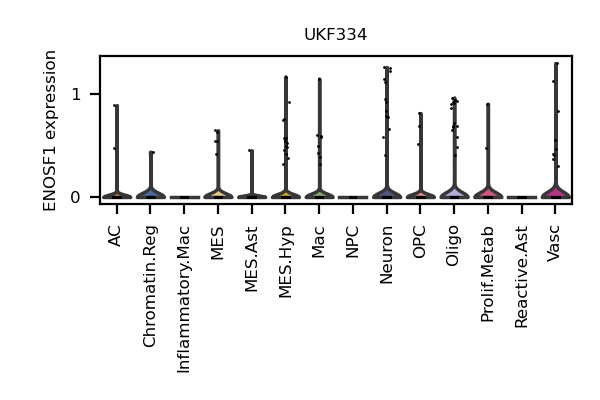 UKF334
ENOSF1 expression
1
0
AC
Chromatin.Reg
Inflammatory.Mac
MES
MES.Ast
MES.Hyp
Mac
NPC
Neuron
OPC
Oligo
Prolif.Metab
Reactive.Ast
Vasc